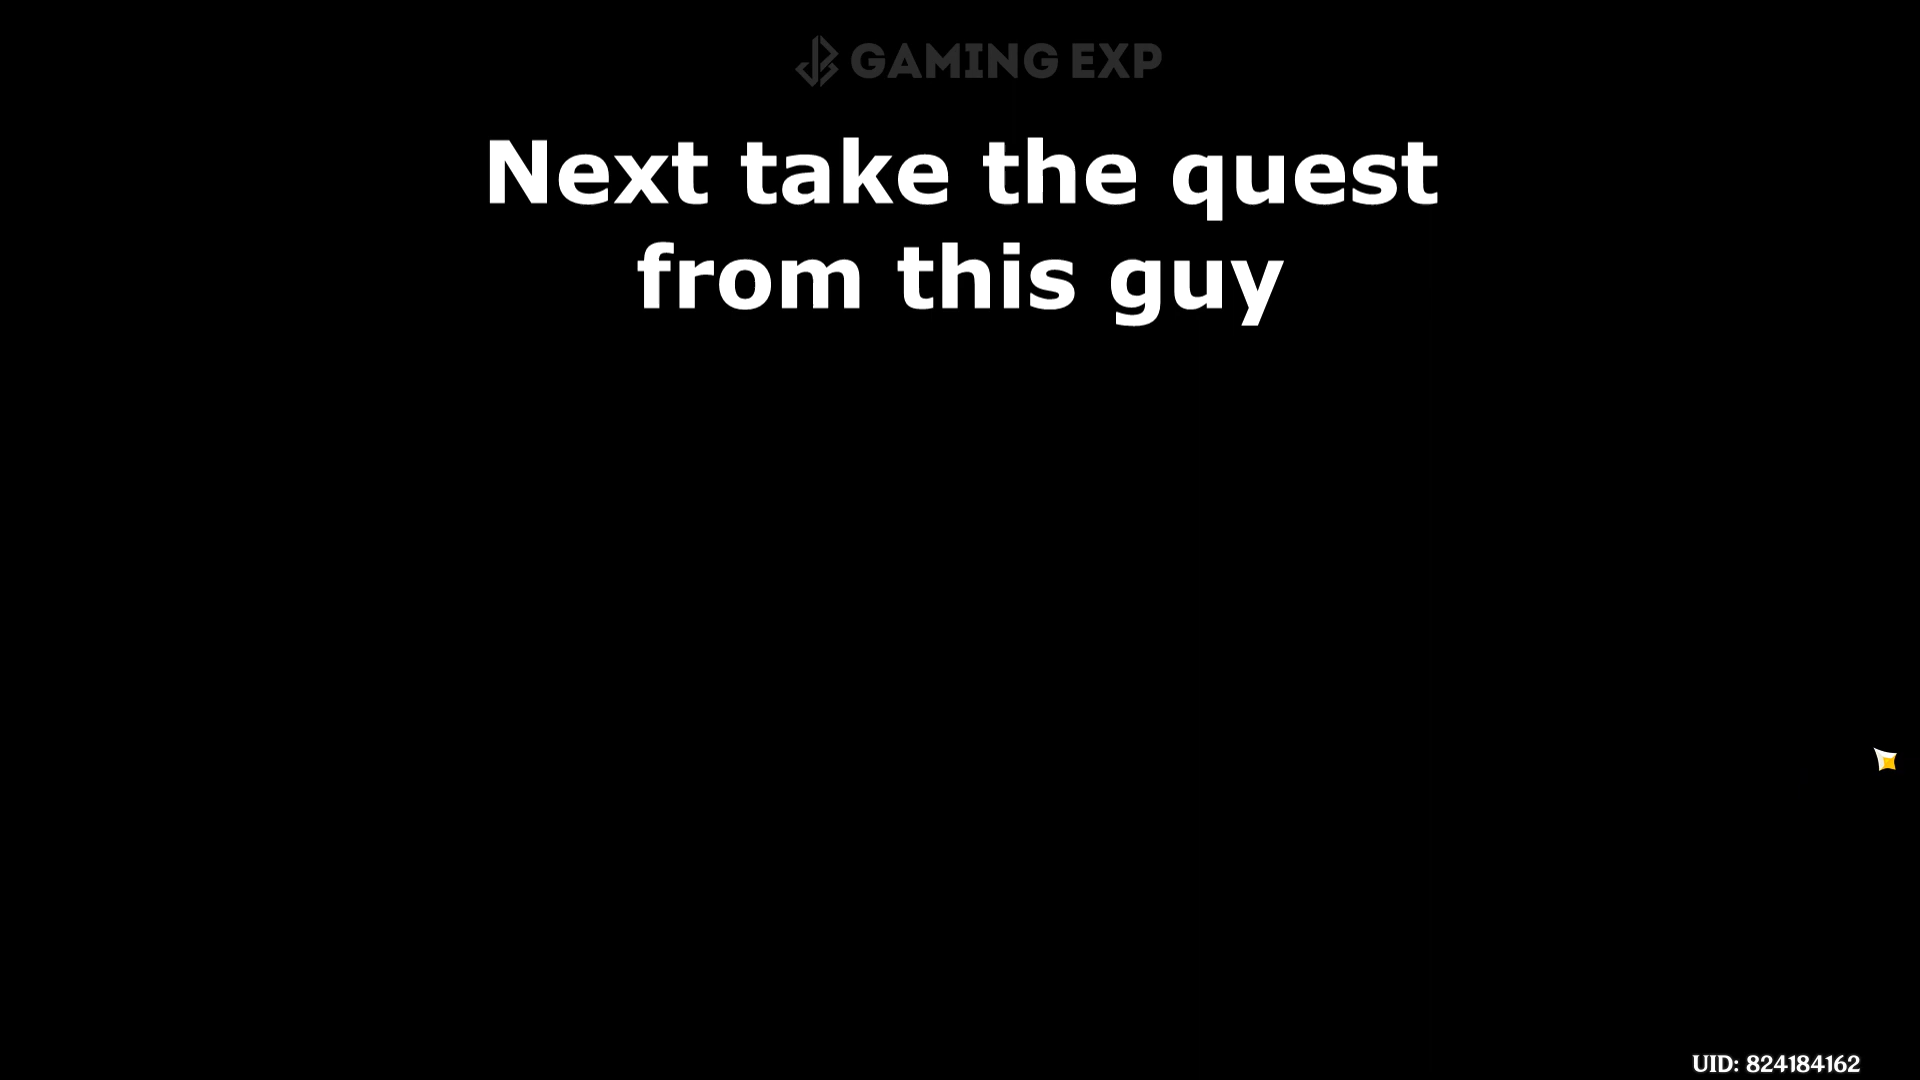 GAMING EXP
Next take the quest
from this guy
UID: 824184162